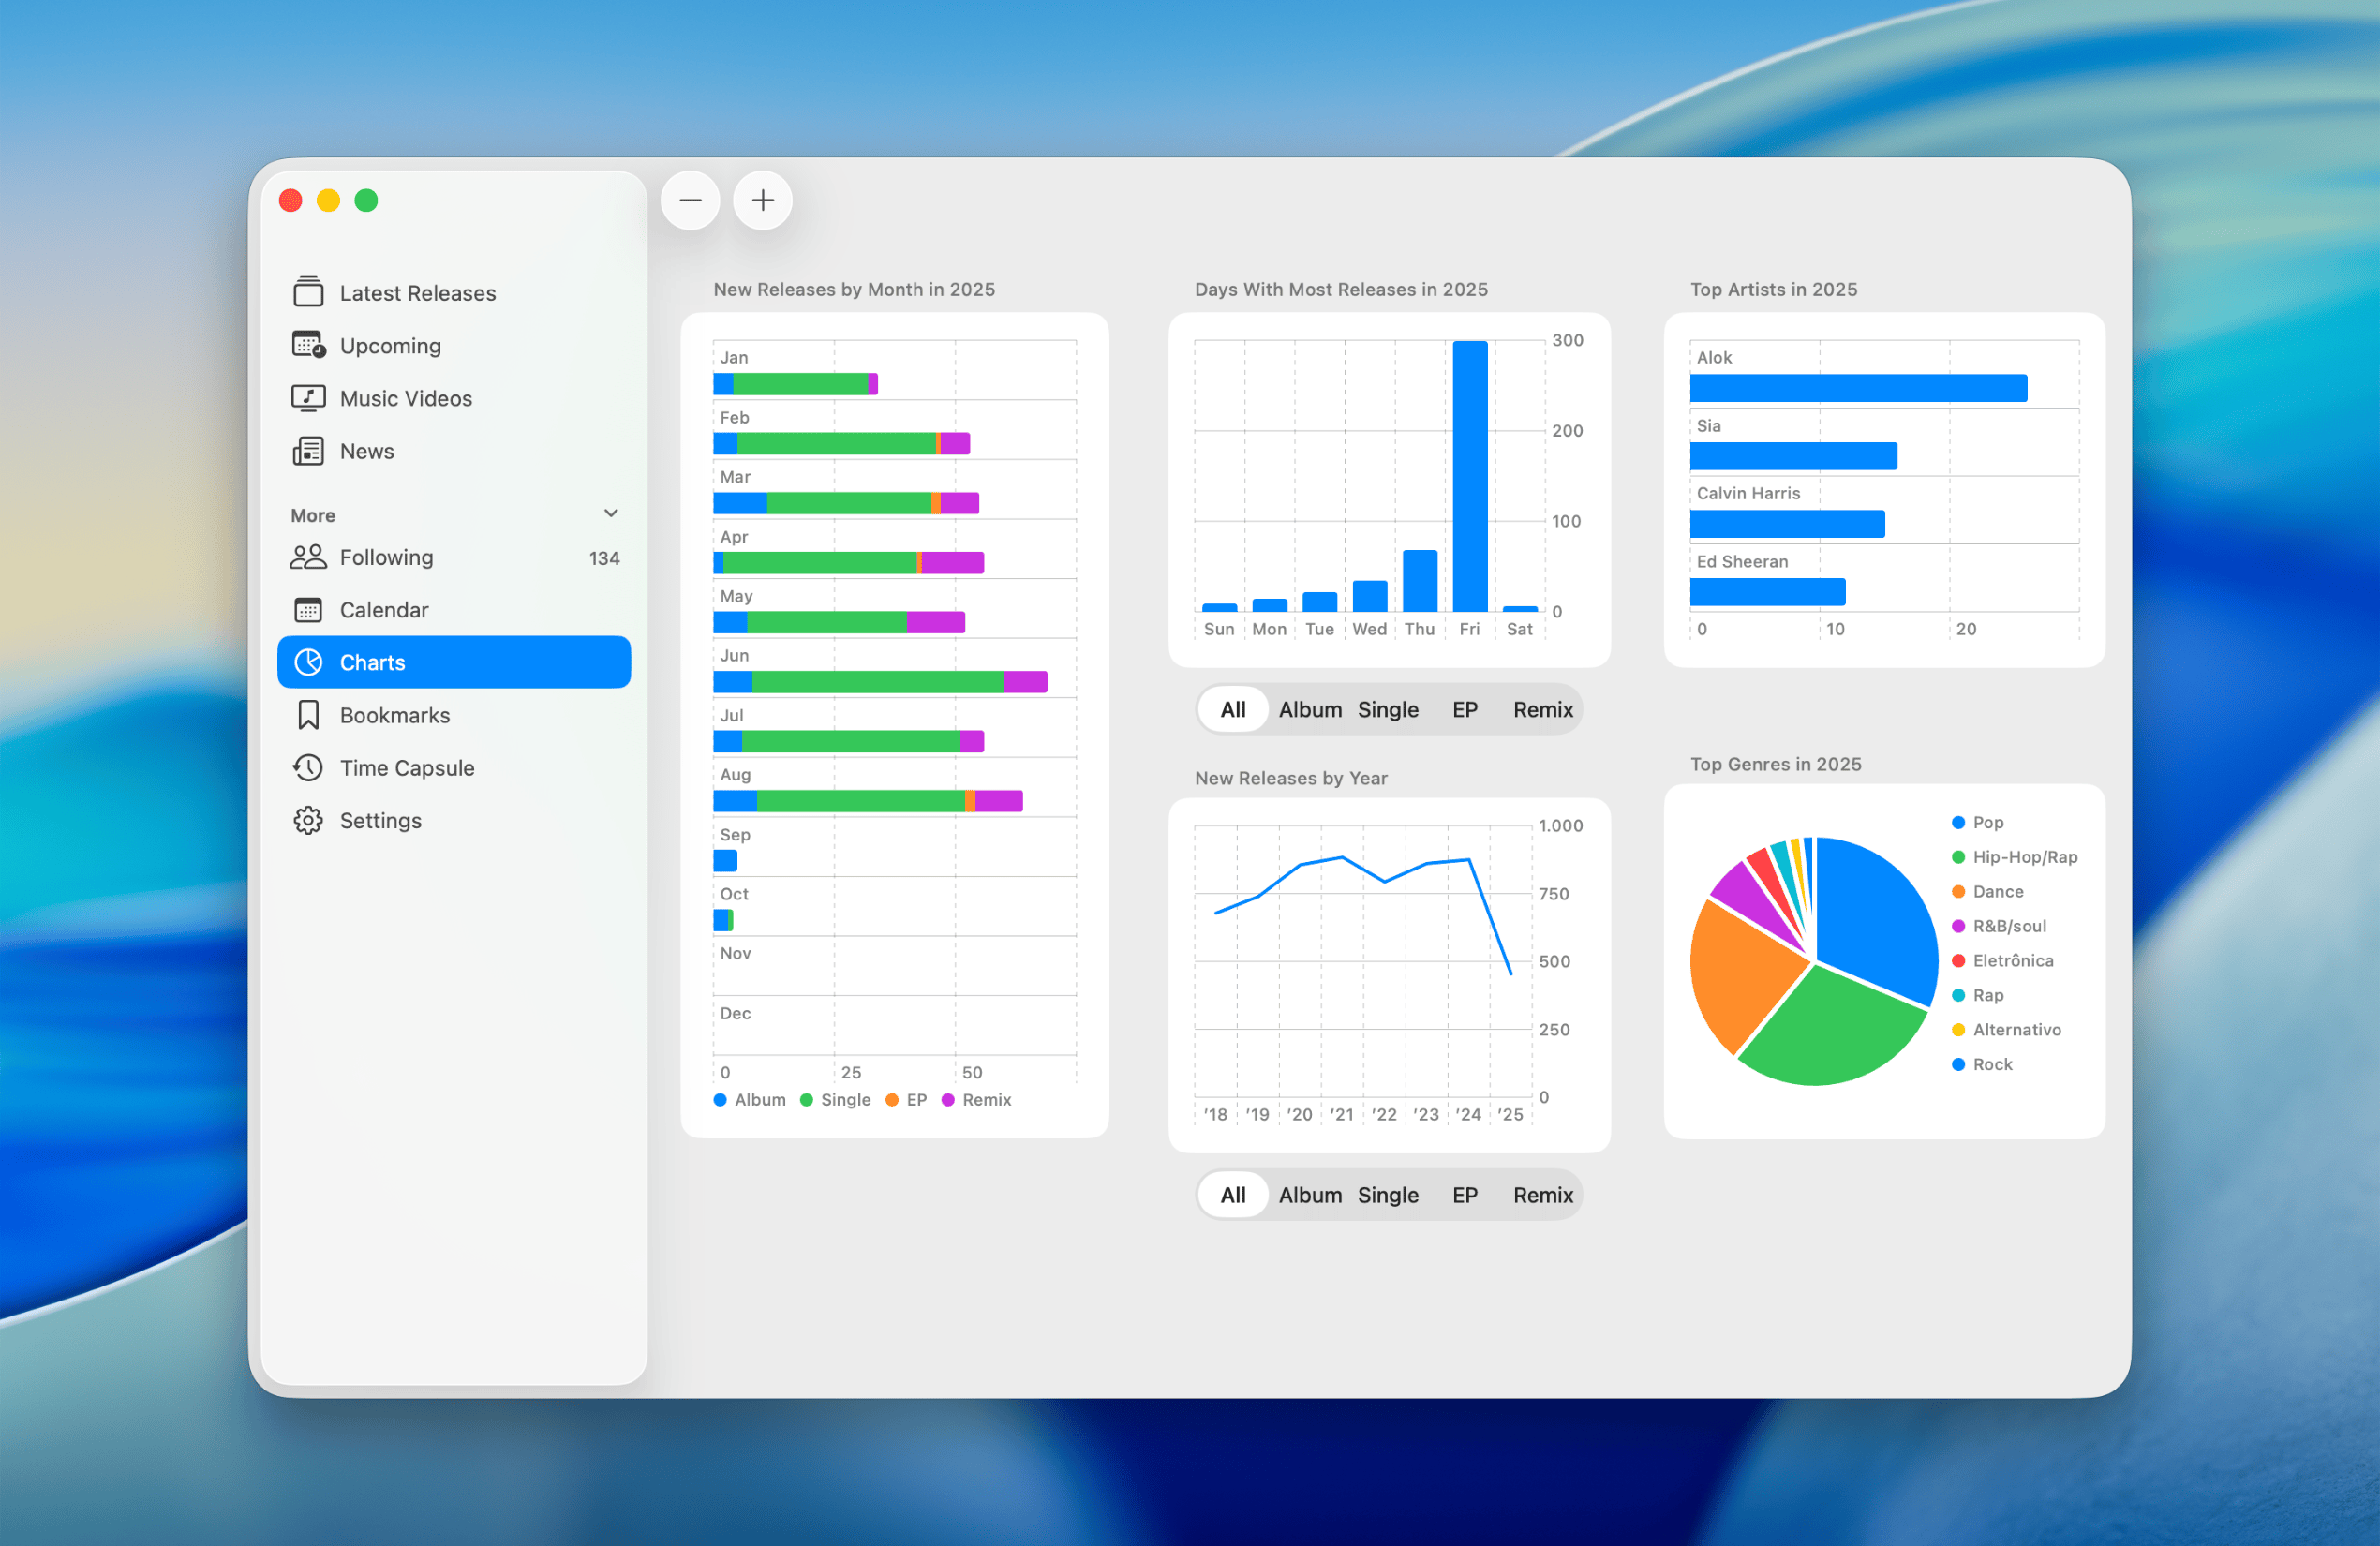 Latest Releases
Upcoming
Music Videos
News
More
Following 134
Calendar
Charts
Bookmarks
Time Capsule
Settings
New Releases by Month in 2025
Jan
Feb
Mar
Apr
May
Jun
Jul
Aug
Sep
Oct
Nov
Dec
0 25 50
Album Single EP Remix
Days With Most Releases in 2025
300
200
100
0
Sun Mon Tue Wed Thu Fri Sat
All Album Single EP Remix
New Releases by Year
1.000
750
500
250
0
'18 '19 '20 '21 '22 '23 '24 '25
All Album Single EP Remix
Top Artists in 2025
Alok
Sia
Calvin Harris
Ed Sheeran
0 10 20
Top Genres in 2025
Pop
Hip-Hop/Rap
Dance
R&B/soul
Eletrônica
Rap
Alternativo
Rock